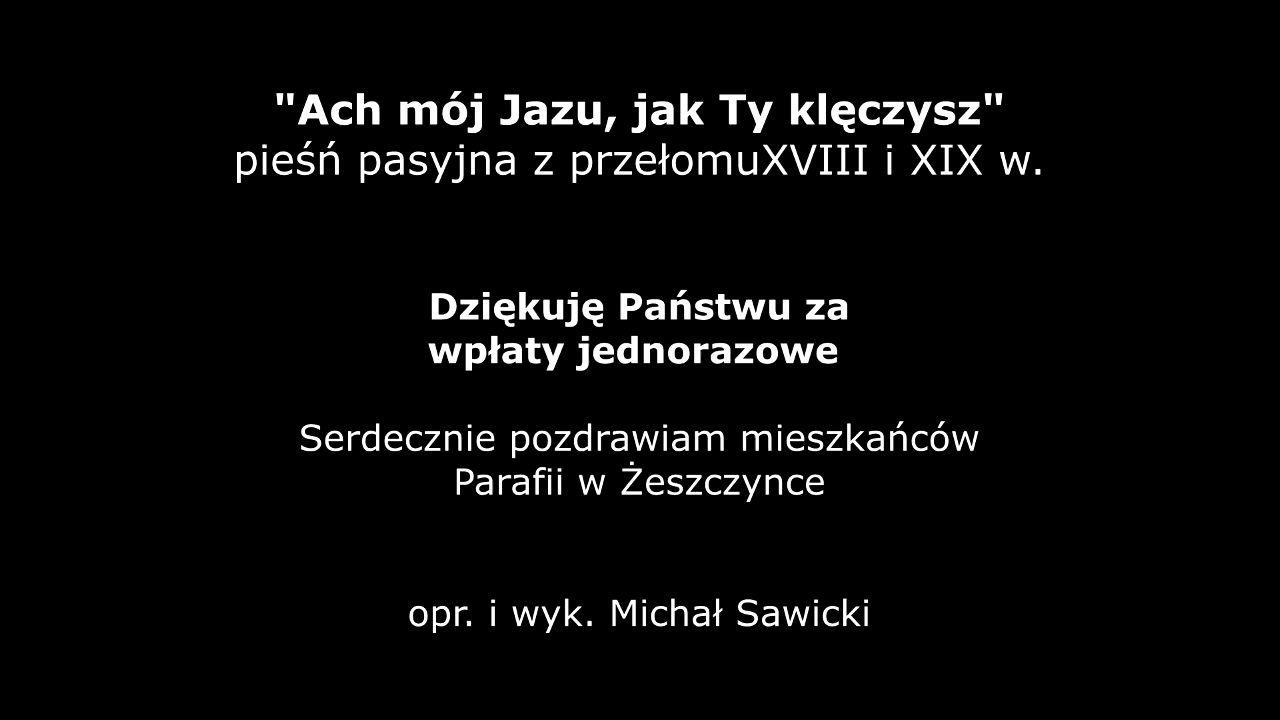 "Ach mój Jazu, jak Ty klęczysz"
pieśń pasyjna z przełomuXVIII i XIX w.
Dziękuję Państwu za
wpłaty jednorazowe
Serdecznie pozdrawiam mieszkańców
Parafii w Żeszczynce
opr. i wyk. Michał Sawicki